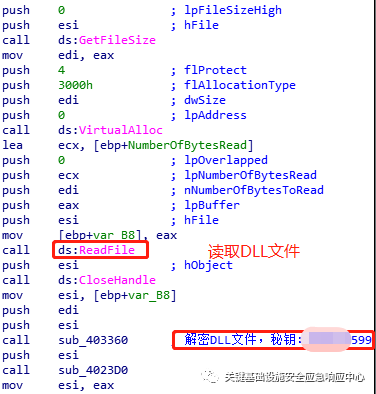 push 0 ; lpFileSizeHigh
push esi ; hFile
call ds:GetFileSize
mov edi, eax
push 4 ; flProtect
push 3000h ; flAllocationType
push edi ; dwSize
push 0 ; lpAddress
call ds:VirtualAlloc
lea ecx, [ebp+NumberOfBytesRead]
push 0 ; lpOverlapped
push ecx ; lpNumberOfBytesRead
push edi ; nNumberOfBytesToRead
push eax ; lpBuffer
push esi ; hFile
mov [ebp+var_B8], eax
call ds:ReadFile 读取DLL文件
push esi ; hObject
call ds:CloseHandle
mov esi, [ebp+var_B8]
push edi
push esi
call sub_403360 解密DLL文件，秘钥: 599
push esi
call sub_4023D0
mov esi, eax
关键基础设施安全应急响应中心